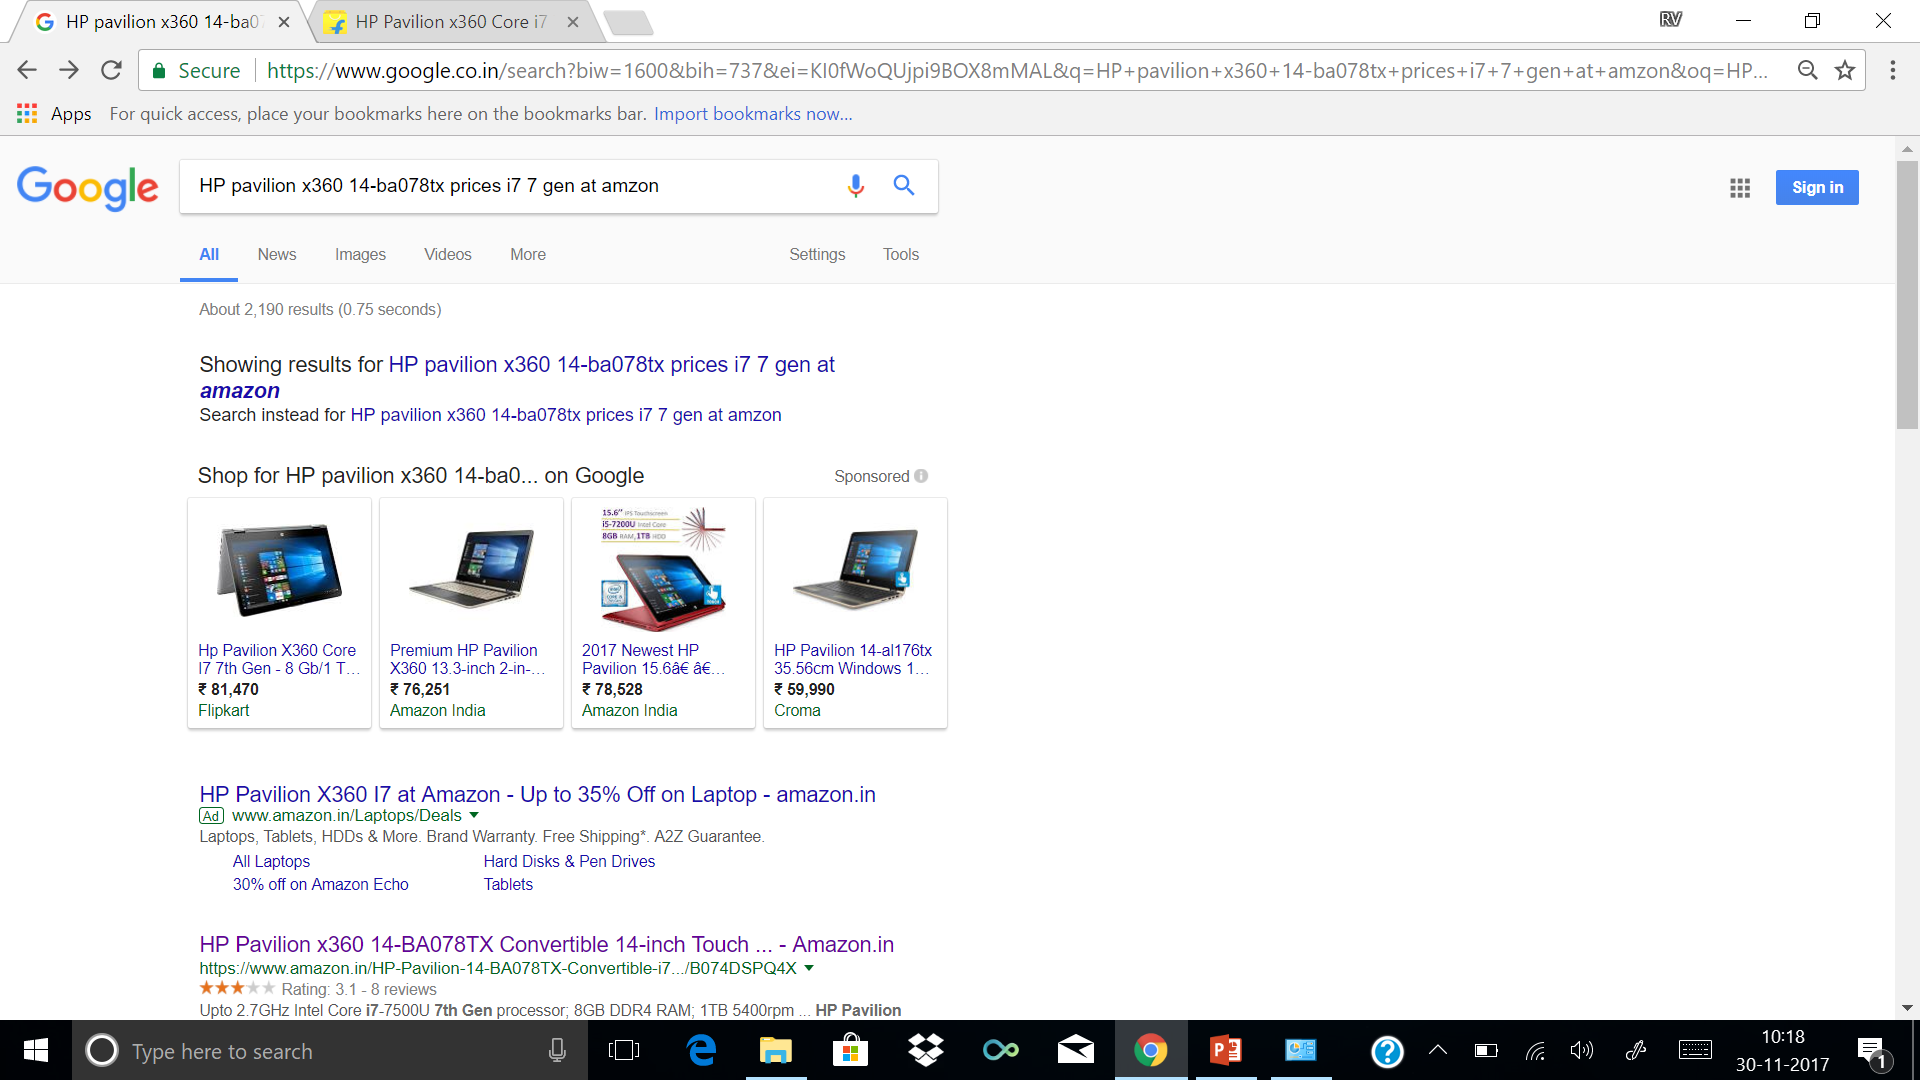 HP pavilion x360 14-ba07
HP Pavilion x360 Core i7
RV
Secure
https://www.google.co.in/search?biw=1600&bih=737&ei=KI0fWoQUjpi9BOX8mMAL&q=HP+pavilion+x360+14-ba078tx+prices+i7+7+gen+at+amzon&oq=HP...
Apps
For quick access, place your bookmarks here on the bookmarks bar. Import bookmarks now...
Google
HP pavilion x360 14-ba078tx prices i7 7 gen at amzon
Sign in
All News Images Videos More Settings Tools
About 2,190 results (0.75 seconds)
Showing results for HP pavilion x360 14-ba078tx prices i7 7 gen at
amazon
Search instead for HP pavilion x360 14-ba078tx prices i7 7 gen at amzon
Shop for HP pavilion x360 14-ba0... on Google
Sponsored
Hp Pavilion X360 Core
I7 7th Gen - 8 Gb/1 T...
₹ 81,470
Flipkart
Premium HP Pavilion
X360 13.3-inch 2-in-...
₹ 76,251
Amazon India
15.6" IPS Touchscreen
i5-7200U Intel Core
8GB RAM,1TB HDD
2017 Newest HP
Pavilion 15.6â€ â€...
₹ 78,528
Amazon India
HP Pavilion 14-al176tx
35.56cm Windows 1...
₹ 59,990
Croma
HP Pavilion X360 I7 at Amazon - Up to 35% Off on Laptop - amazon.in
Ad www.amazon.in/Laptops/Deals
Laptops, Tablets, HDDs & More. Brand Warranty. Free Shipping*. A2Z Guarantee.
All Laptops
Hard Disks & Pen Drives
30% off on Amazon Echo
Tablets
HP Pavilion x360 14-BA078TX Convertible 14-inch Touch ... - Amazon.in
https://www.amazon.in/HP-Pavilion-14-BA078TX-Convertible-i7.../B074DSPQ4X
Rating: 3.1 - 8 reviews
Upto 2.7GHz Intel Core i7-7500U 7th Gen processor; 8GB DDR4 RAM; 1TB 5400rpm ... HP Pavilion
Type here to search
10:18
30-11-2017
1